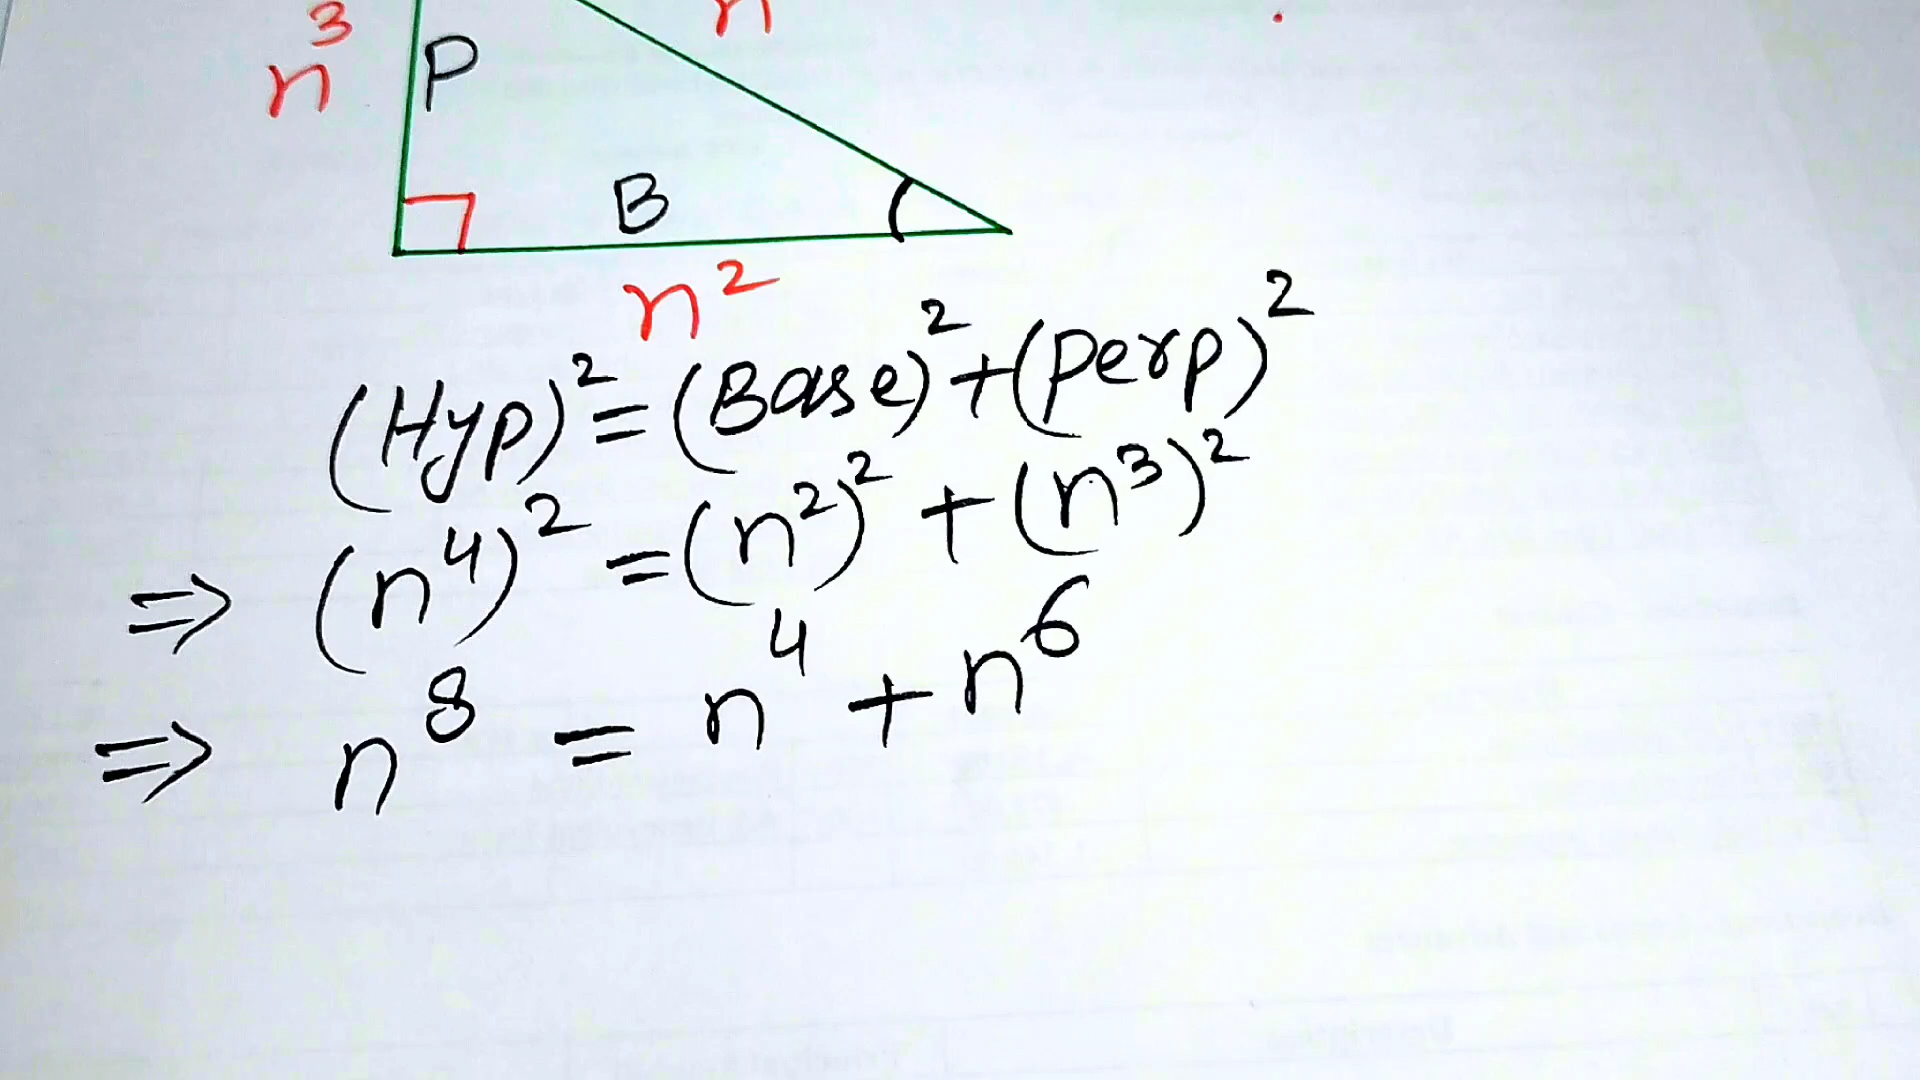 n³ P n
B
n²
(Hyp)² = (Base)² + (perp)²
⇒ (n⁴)² = (n²)² + (n³)²
⇒ n⁸ = n⁴ + n⁶